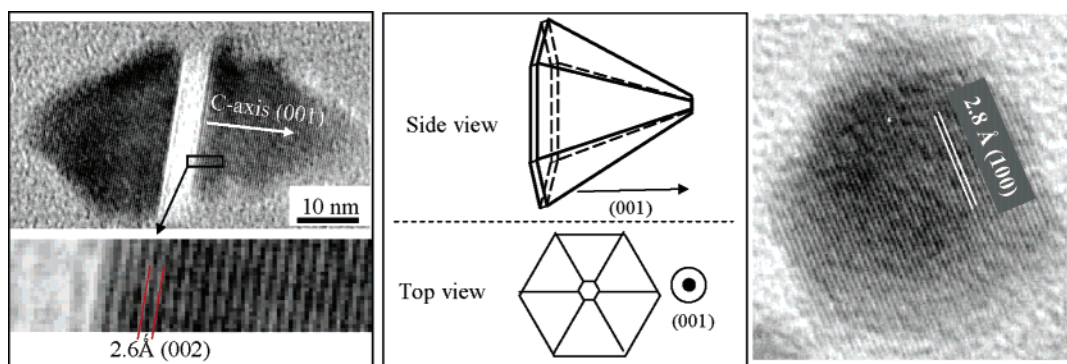 C-axis (001)
10 nm
2.6Å (002)
Side view
(001)
Top view
(001)
2.8 Å (100)